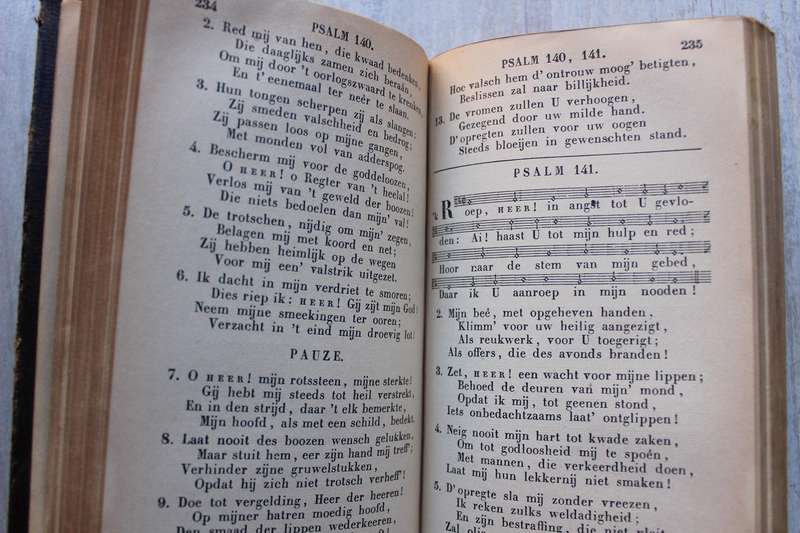 234
PSALM 140.
2. Red mij van hen, die kwaad bedenken,
Die daaglijks zamen zich beraân,
Om mij door 't oorlogszwaard te krenken,
En t'eenemaal ter neêr te slaan.
3. Hun tongen scherpen zij als slangen;
Zij smeden valschheid en bedrog;
Zij passen loos op mijne gangen,
Met monden vol van adderspog.
4. Bescherm mij voor de goddeloozen,
O HEER! o Regter van 't heelal!
Verlos mij van 't geweld der boozen!
Die niets bedoelen dan mijn' val!
5. De trotschen, nijdig om mijn' zegen,
Belagen mij met koord en net;
Zij hebben heimlijk op de wegen
Voor mij een' valstrik uitgezet.
6. Ik dacht in mijn verdriet te smoren;
Dies riep ik: HEER! Gij zijt mijn God!
Neem mijne smeekingen ter ooren;
Verzacht in 't eind mijn droevig lot!
PAUZE.
7. O HEER! mijn rotssteen, mijne sterkte!
Gij hebt mij steeds tot heil verstrekt,
En in den strijd, daar 't elk bemerkte,
Mijn hoofd, als met een schild, bedekt.
8. Laat nooit des boozen wensch gelukken,
Maar stuit hem, eer zijn hand mij treff';
Verhinder zijne gruwelstukken,
Opdat hij zich niet trotsch verheff'!
9. Doe tot vergelding, Heer der heeren!
Op mijner hatren moedig hoofd,
Den smaad der lippen wederkeeren,
PSALM 140, 141.
235
Hoe valsch hem d' ontrouw moog' betigten,
Beslissen zal naar billijkheid.
13. De vromen zullen U verhoogen,
Gezegend door uw milde hand.
D'opregten zullen voor uw oogen
Steeds bloeijen in gewenschten stand.
PSALM 141.
Roep, HEER! in angst tot U gevlo-
den: Ai! haast U tot mijn hulp en red;
Hoor naar de stem van mijn gebed,
Daar ik U aanroep in mijn nooden!
2. Mijn beê, met opgeheven handen,
Klimm' voor uw heilig aangezigt,
Als reukwerk, voor U toegerigt;
Als offers, die des avonds branden!
3. Zet, HEER! een wacht voor mijne lippen;
Behoed de deuren van mijn' mond,
Opdat ik mij, tot geenen stond,
Iets onbedachtzaams laat' ontglippen!
4. Neig nooit mijn hart tot kwade zaken,
Om tot godloosheid mij te spoên,
Met mannen, die verkeerdheid doen,
Laat mij hun lekkernij niet smaken!
5. D'opregte sla mij zonder vreezen,
Ik reken zulks weldadigheid;
En zijn bestraffing, die niet pleit
Zal